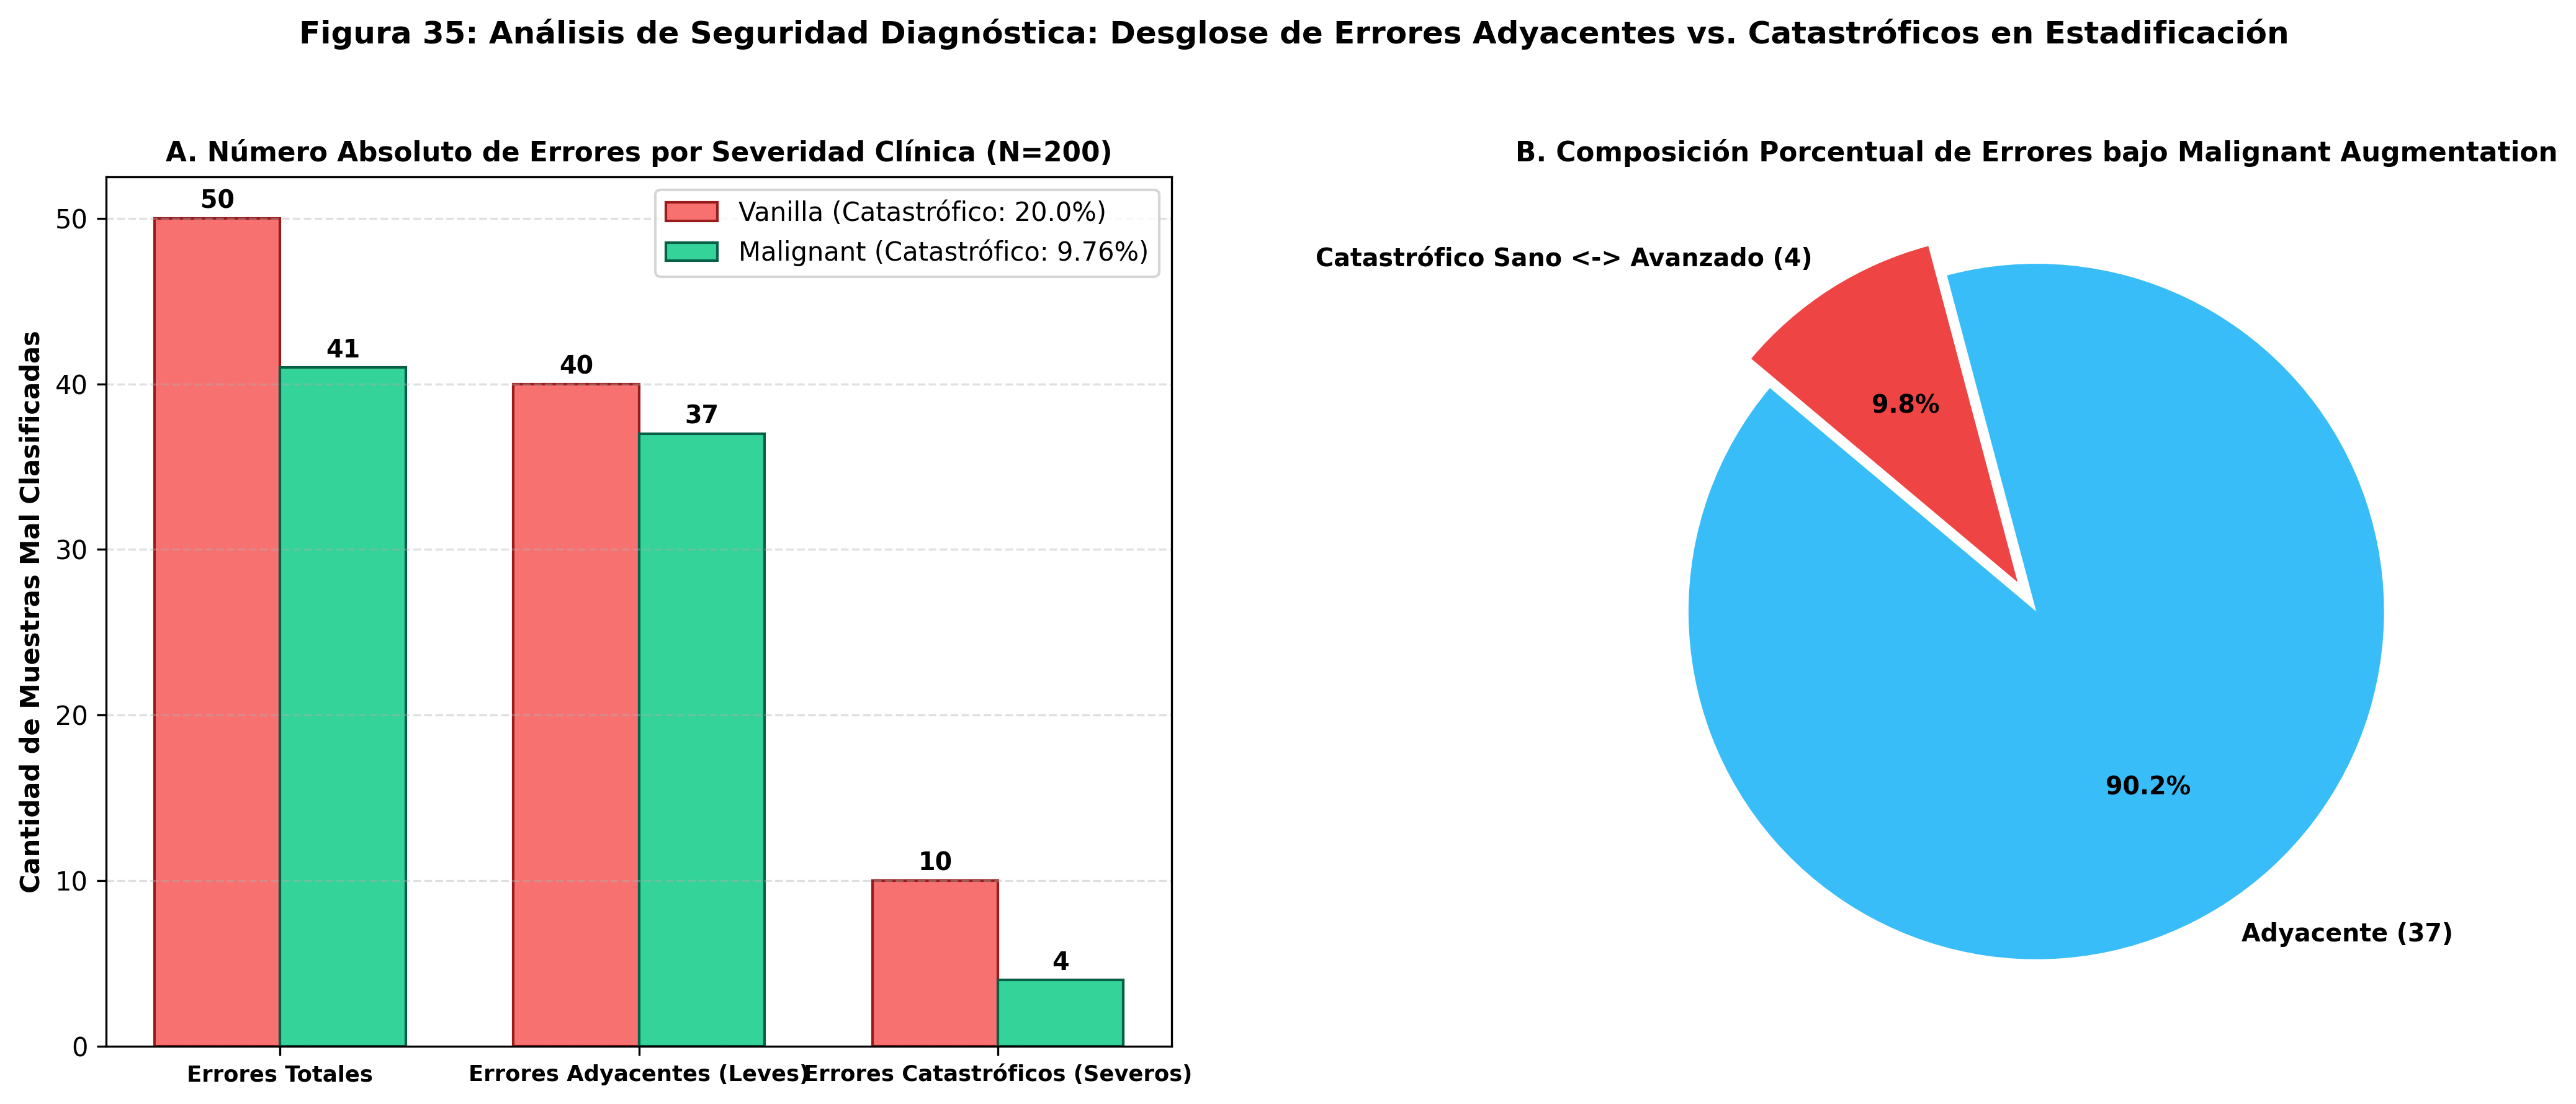 Figura 35: Análisis de Seguridad Diagnóstica: Desglose de Errores Adyacentes vs. Catastróficos en Estadificación
A. Número Absoluto de Errores por Severidad Clínica (N=200)
Cantidad de Muestras Mal Clasificadas
50
40
30
20
10
0
Vanilla (Catastrófico: 20.0%)
Malignant (Catastrófico: 9.76%)
50
41
40
37
10
4
Errores Totales
Errores Adyacentes (Leves)
Errores Catastróficos (Severos)
B. Composición Porcentual de Errores bajo Malignant Augmentation
Catastrófico Sano <-> Avanzado (4)
9.8%
90.2%
Adyacente (37)